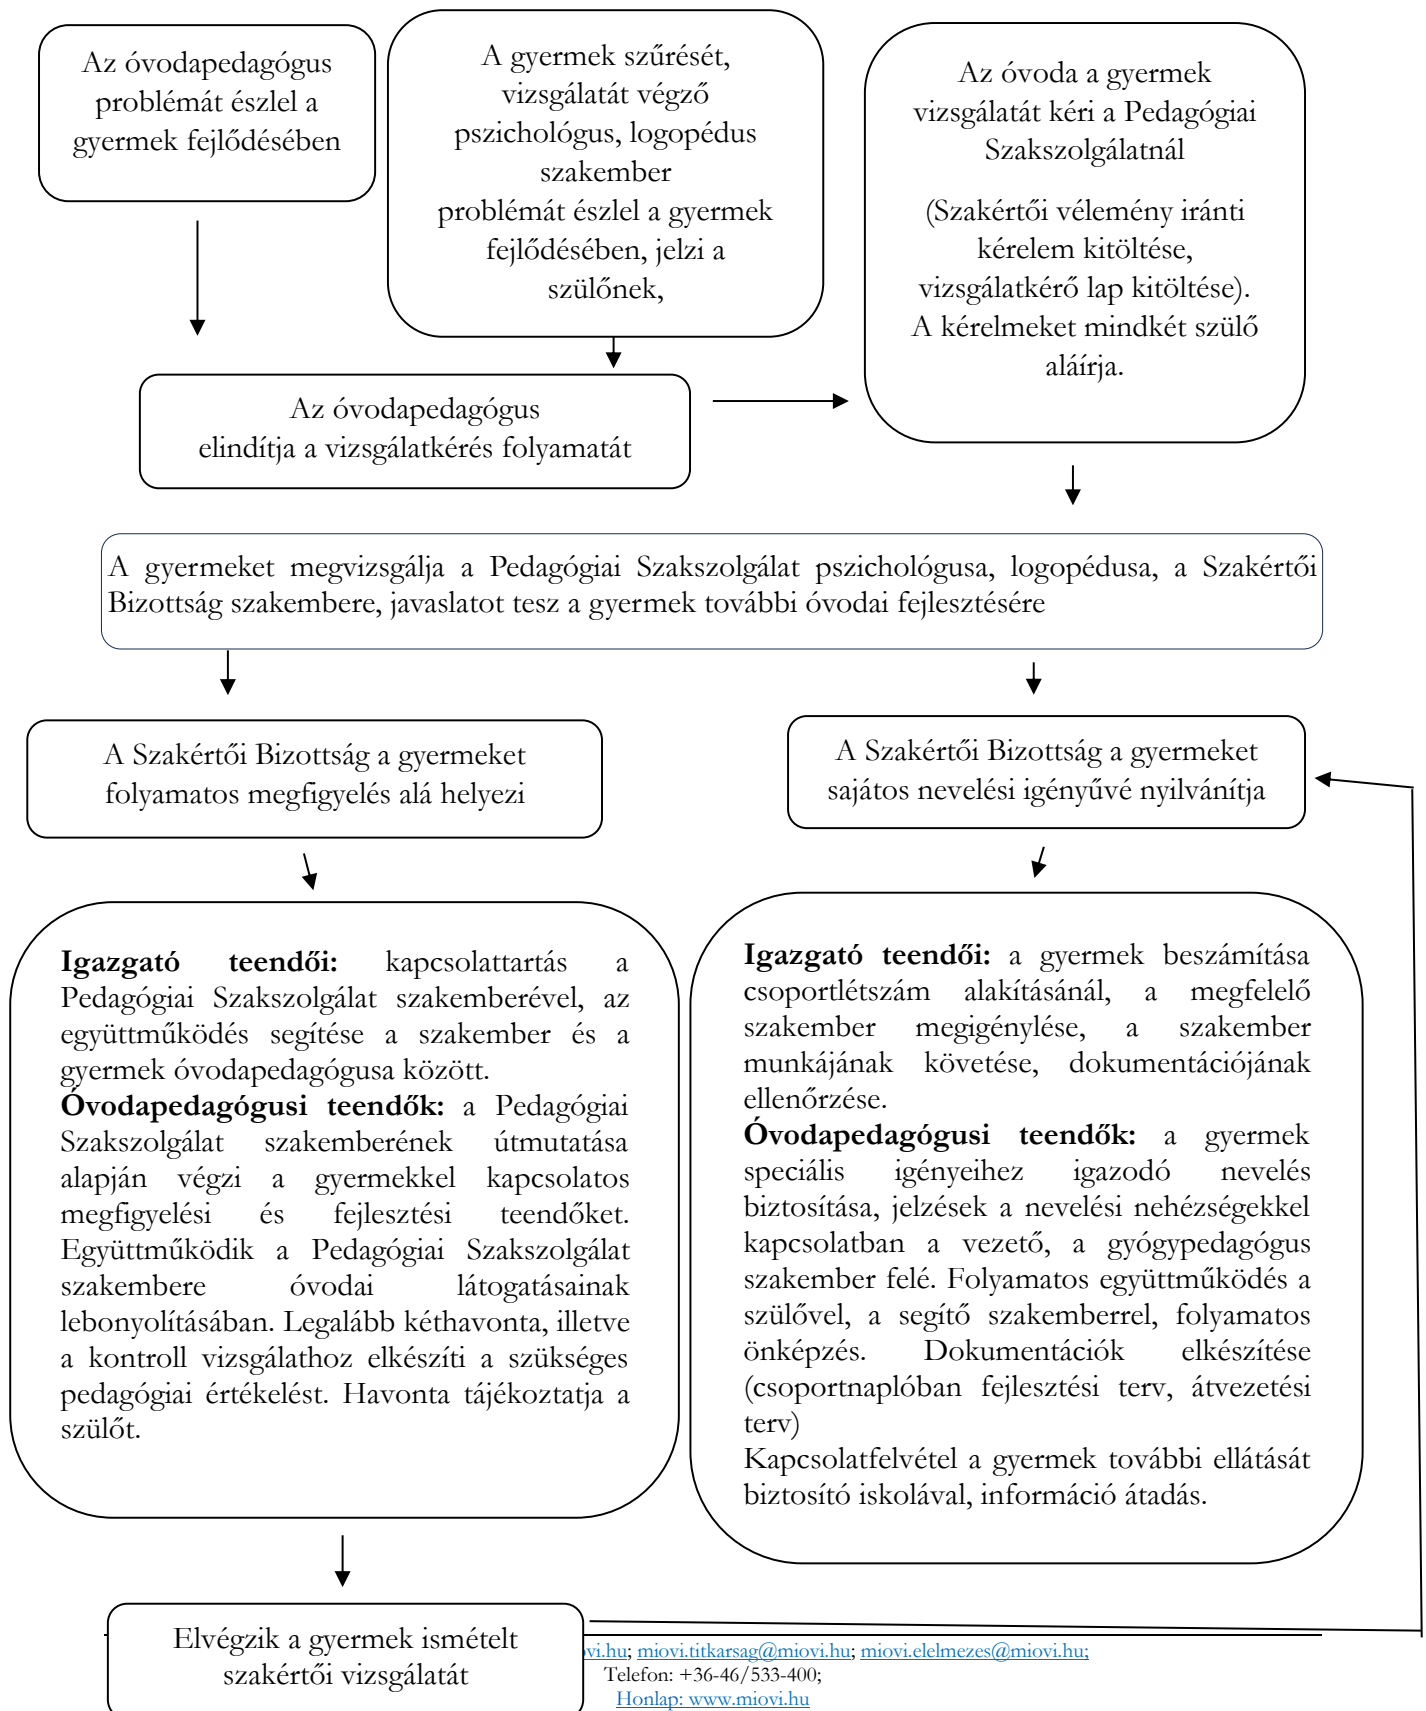 Az óvodapedagógus
problémát észlel a
gyermek fejlődésében
A gyermek szűrését,
vizsgálatát végző
pszichológus, logopédus
szakember
problémát észlel a gyermek
fejlődésében, jelzi a
szülőnek,
Az óvoda a gyermek
vizsgálatát kéri a Pedagógiai
Szakszolgálatnál
(Szakértői vélemény iránti
kérelem kitöltése,
vizsgálatkérő lap kitöltése).
A kérelmeket mindkét szülő
aláírja.
Az óvodapedagógus
elindítja a vizsgálatkérés folyamatát
A gyermeket megvizsgálja a Pedagógiai Szakszolgálat pszichológusa, logopédusa, a Szakértői
Bizottság szakembere, javaslatot tesz a gyermek további óvodai fejlesztésére
A Szakértői Bizottság a gyermeket
folyamatos megfigyelés alá helyezi
A Szakértői Bizottság a gyermeket
sajátos nevelési igényűvé nyilvánítja
Igazgató teendői: kapcsolattartás a
Pedagógiai Szakszolgálat szakemberével, az
együttműködés segítése a szakember és a
gyermek óvodapedagógusa között.
Óvodapedagógusi teendők: a Pedagógiai
Szakszolgálat szakemberének útmutatása
alapján végzi a gyermekkel kapcsolatos
megfigyelési és fejlesztési teendőket.
Együttműködik a Pedagógiai Szakszolgálat
szakembere óvodai látogatásainak
lebonyolításában. Legalább kéthavonta, illetve
a kontroll vizsgálathoz elkészíti a szükséges
pedagógiai értékelést. Havonta tájékoztatja a
szülőt.
Igazgató teendői: a gyermek beszámítása
csoportlétszám alakításánál, a megfelelő
szakember megigénylése, a szakember
munkájának követése, dokumentációjának
ellenőrzése.
Óvodapedagógusi teendők: a gyermek
speciális igényeihez igazodó nevelés
biztosítása, jelzések a nevelési nehézségekkel
kapcsolatban a vezető, a gyógypedagógus
szakember felé. Folyamatos együttműködés a
szülővel, a segítő szakemberrel, folyamatos
önképzés. Dokumentációk elkészítése
(csoportnaplóban fejlesztési terv, átvezetési
terv)
Kapcsolatfelvétel a gyermek további ellátását
biztosító iskolával, információ átadás.
Elvégzik a gyermek ismételt
szakértői vizsgálatát
vi.hu; miovi.titkarsag@miovi.hu; miovi.elelmezes@miovi.hu;
Telefon: +36-46/533-400;
Honlap: www.miovi.hu